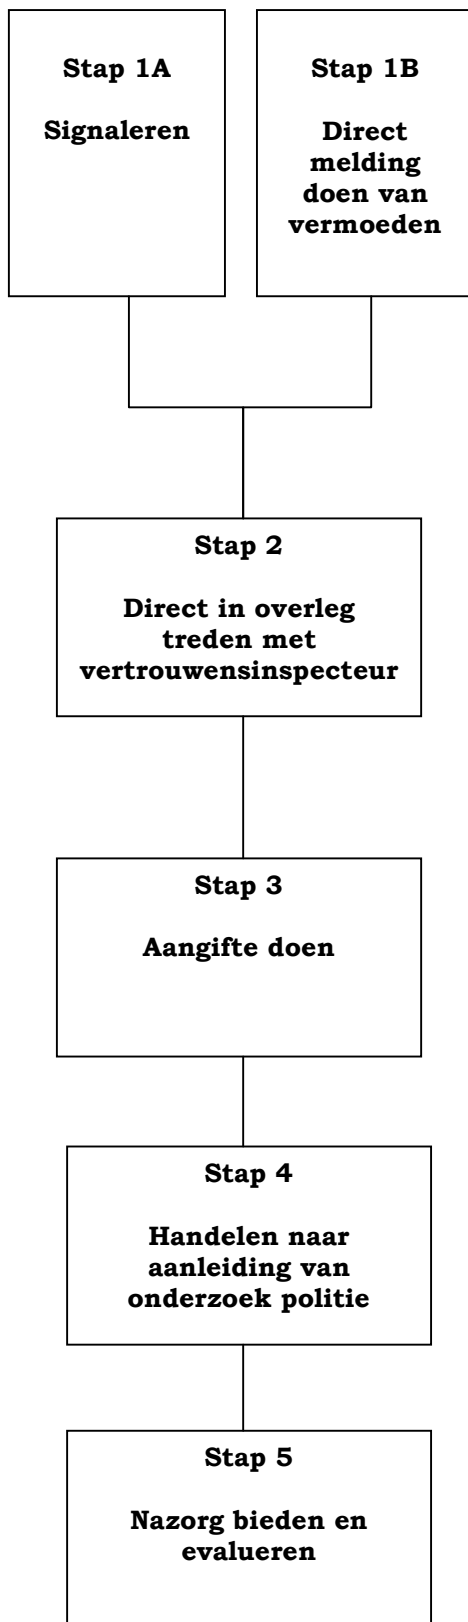 Stap 1A
Signaleren
Stap 1B
Direct
melding
doen van
vermoeden
Stap 2
Direct in overleg
treden met
vertrouwensinspecteur
Stap 3
Aangifte doen
Stap 4
Handelen naar
aanleiding van
onderzoek politie
Stap 5
Nazorg bieden en
evalueren